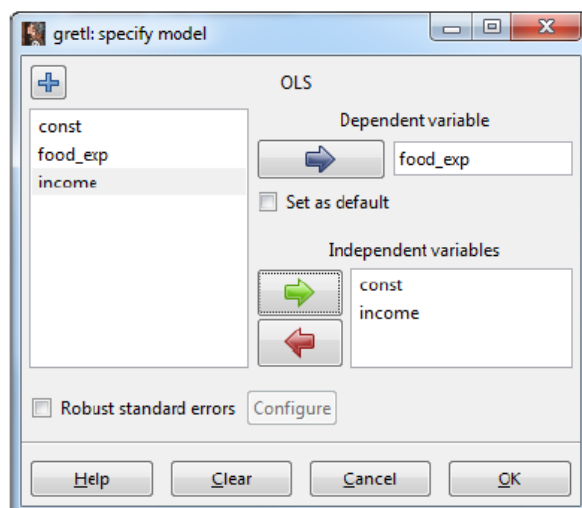 gretl: specify model
OLS
const
food_exp
income
Dependent variable
food_exp
Set as default
Independent variables
const
income
Robust standard errors Configure
Help Clear Cancel OK